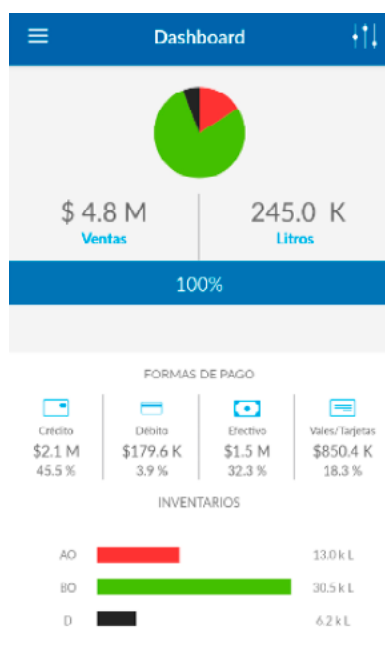 Dashboard
$ 4.8 M
Ventas
245.0 K
Litros
100%
FORMAS DE PAGO
Crédito
Débito
Efectivo
Vales/Tarjetas
$2.1 M
$179.6 K
$1.5 M
$850.4 K
45.5 %
3.9 %
32.3 %
18.3 %
INVENTARIOS
AO
13.0 k L
BO
30.5 k L
D
6.2 k L